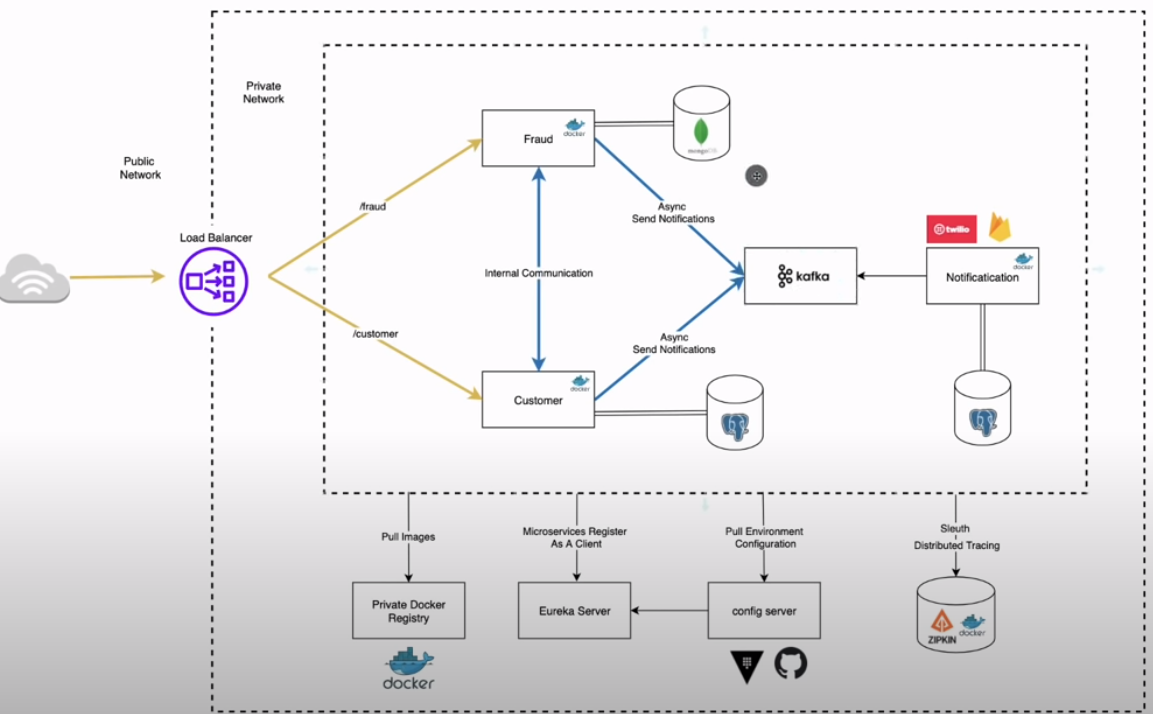 Private
Network
Public
Network
Load Balancer
/fraud
/customer
Fraud
docker
mongoDB
Internal Communication
Async
Send Notifications
Async
Send Notifications
Customer
docker
kafka
twilio
Notificatication
docker
Pull Images
Microservices Register
As A Client
Pull Environment
Configuration
Sleuth
Distributed Tracing
Private Docker
Registry
docker
Eureka Server
config server
ZIPKIN
docker